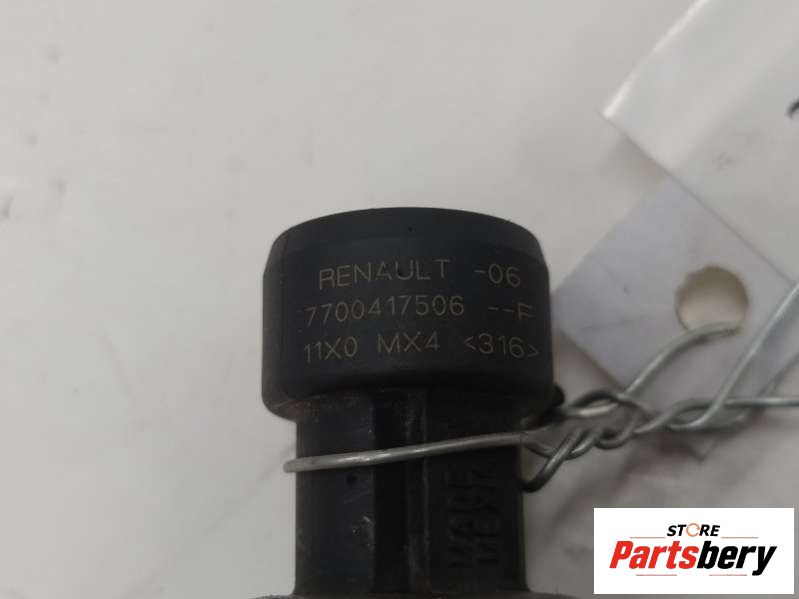 RENAULT -06
7700417506 --F
11X0 MX4 <316>
STORE
Partsbery